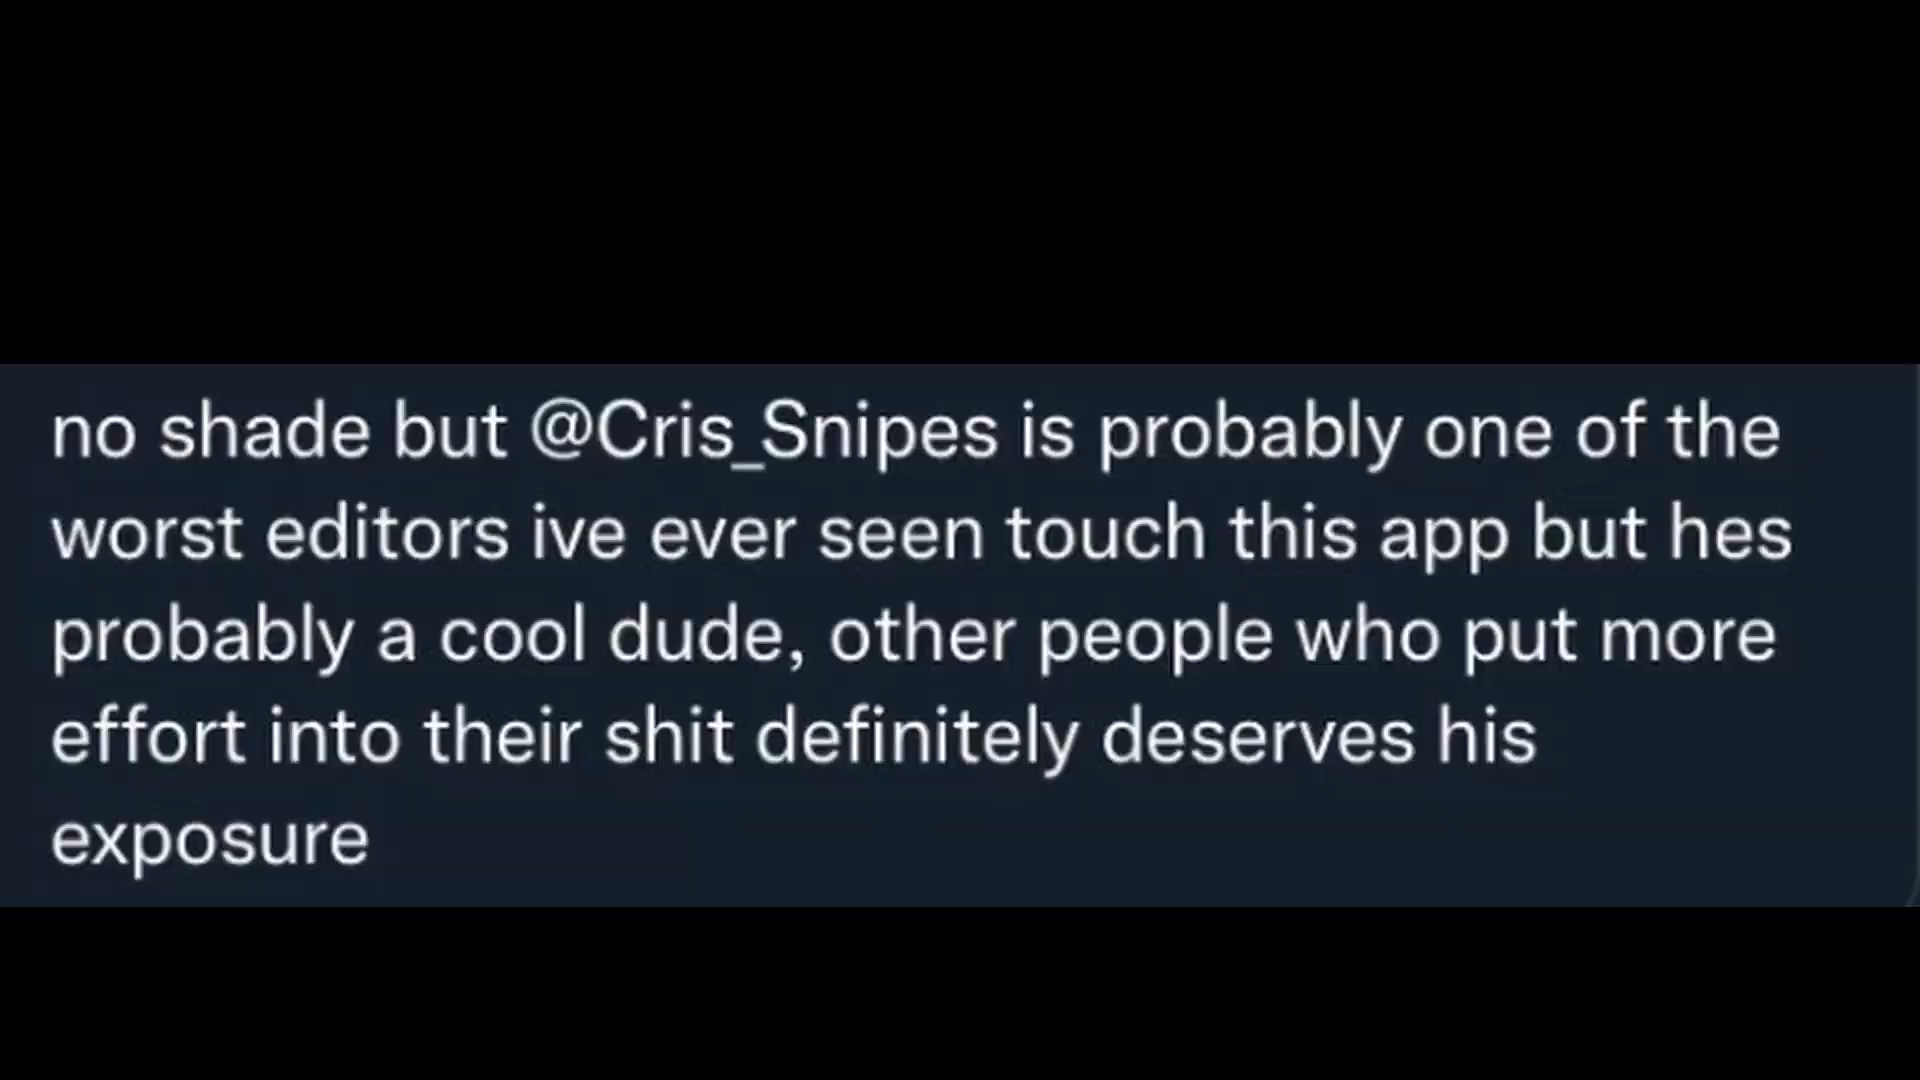 no shade but @Cris_Snipes is probably one of the
worst editors ive ever seen touch this app but hes
probably a cool dude, other people who put more
effort into their shit definitely deserves his
exposure